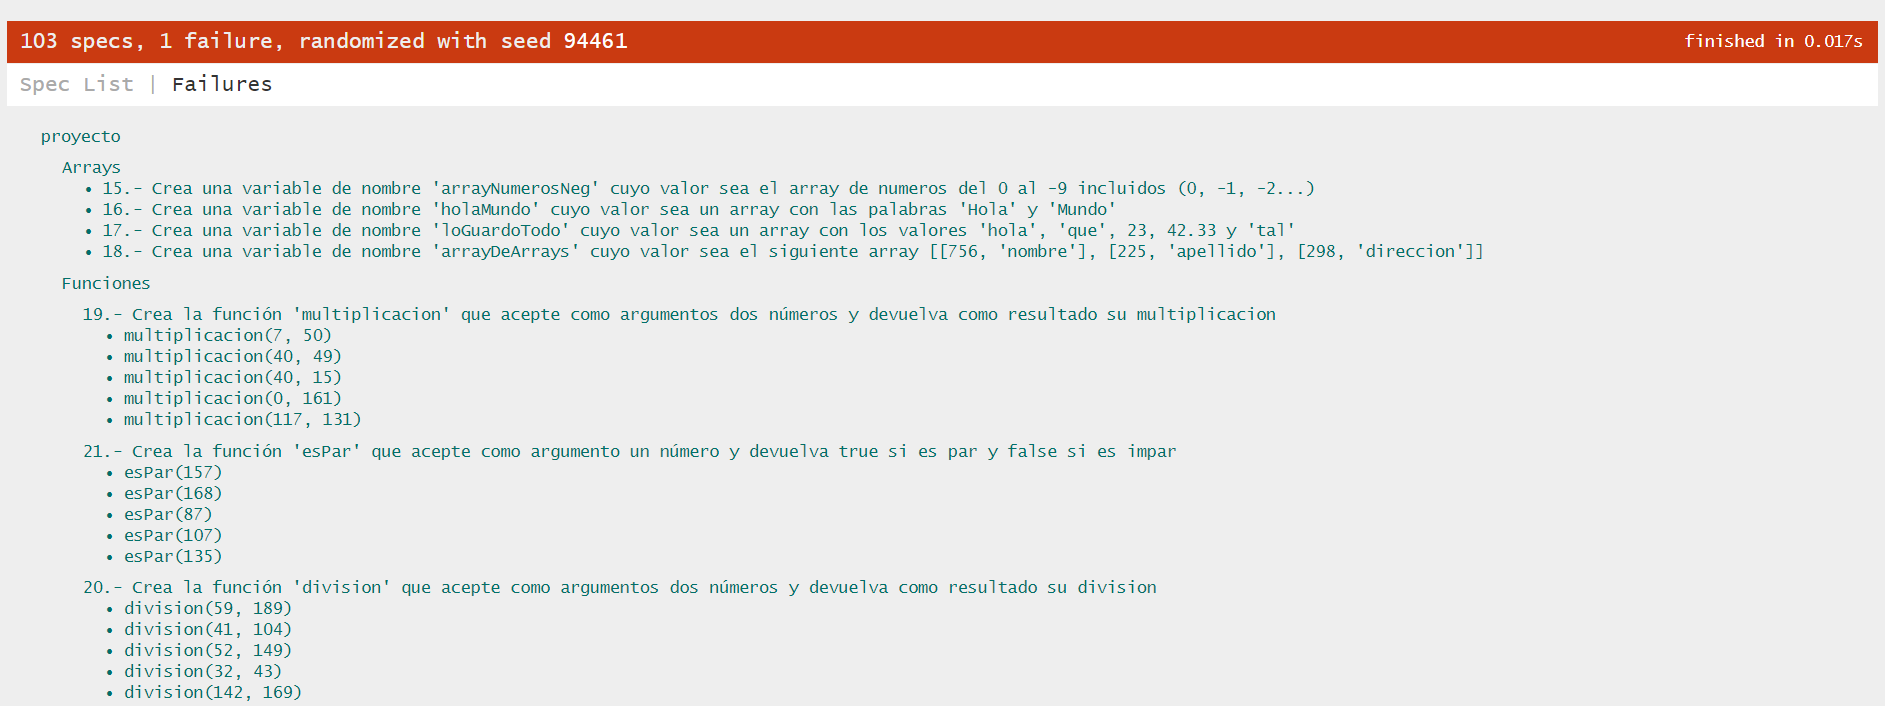 103 specs, 1 failure, randomized with seed 94461
finished in 0.017s
Spec List | Failures
proyecto
Arrays
• 15.- Crea una variable de nombre 'arrayNumerosNeg' cuyo valor sea el array de numeros del 0 al -9 incluidos (0, -1, -2...)
• 16.- Crea una variable de nombre 'holaMundo' cuyo valor sea un array con las palabras 'Hola' y 'Mundo'
• 17.- Crea una variable de nombre 'loGuardoTodo' cuyo valor sea un array con los valores 'hola', 'que', 23, 42.33 y 'tal'
• 18.- Crea una variable de nombre 'arrayDeArrays' cuyo valor sea el siguiente array [[756, 'nombre'], [225, 'apellido'], [298, 'direccion']]
Funciones
19.- Crea la función 'multiplicacion' que acepte como argumentos dos números y devuelva como resultado su multiplicacion
• multiplicacion(7, 50)
• multiplicacion(40, 49)
• multiplicacion(40, 15)
• multiplicacion(0, 161)
• multiplicacion(117, 131)
21.- Crea la función 'esPar' que acepte como argumento un número y devuelva true si es par y false si es impar
• esPar(157)
• esPar(168)
• esPar(87)
• esPar(107)
• esPar(135)
20.- Crea la función 'division' que acepte como argumentos dos números y devuelva como resultado su division
• division(59, 189)
• division(41, 104)
• division(52, 149)
• division(32, 43)
• division(142, 169)